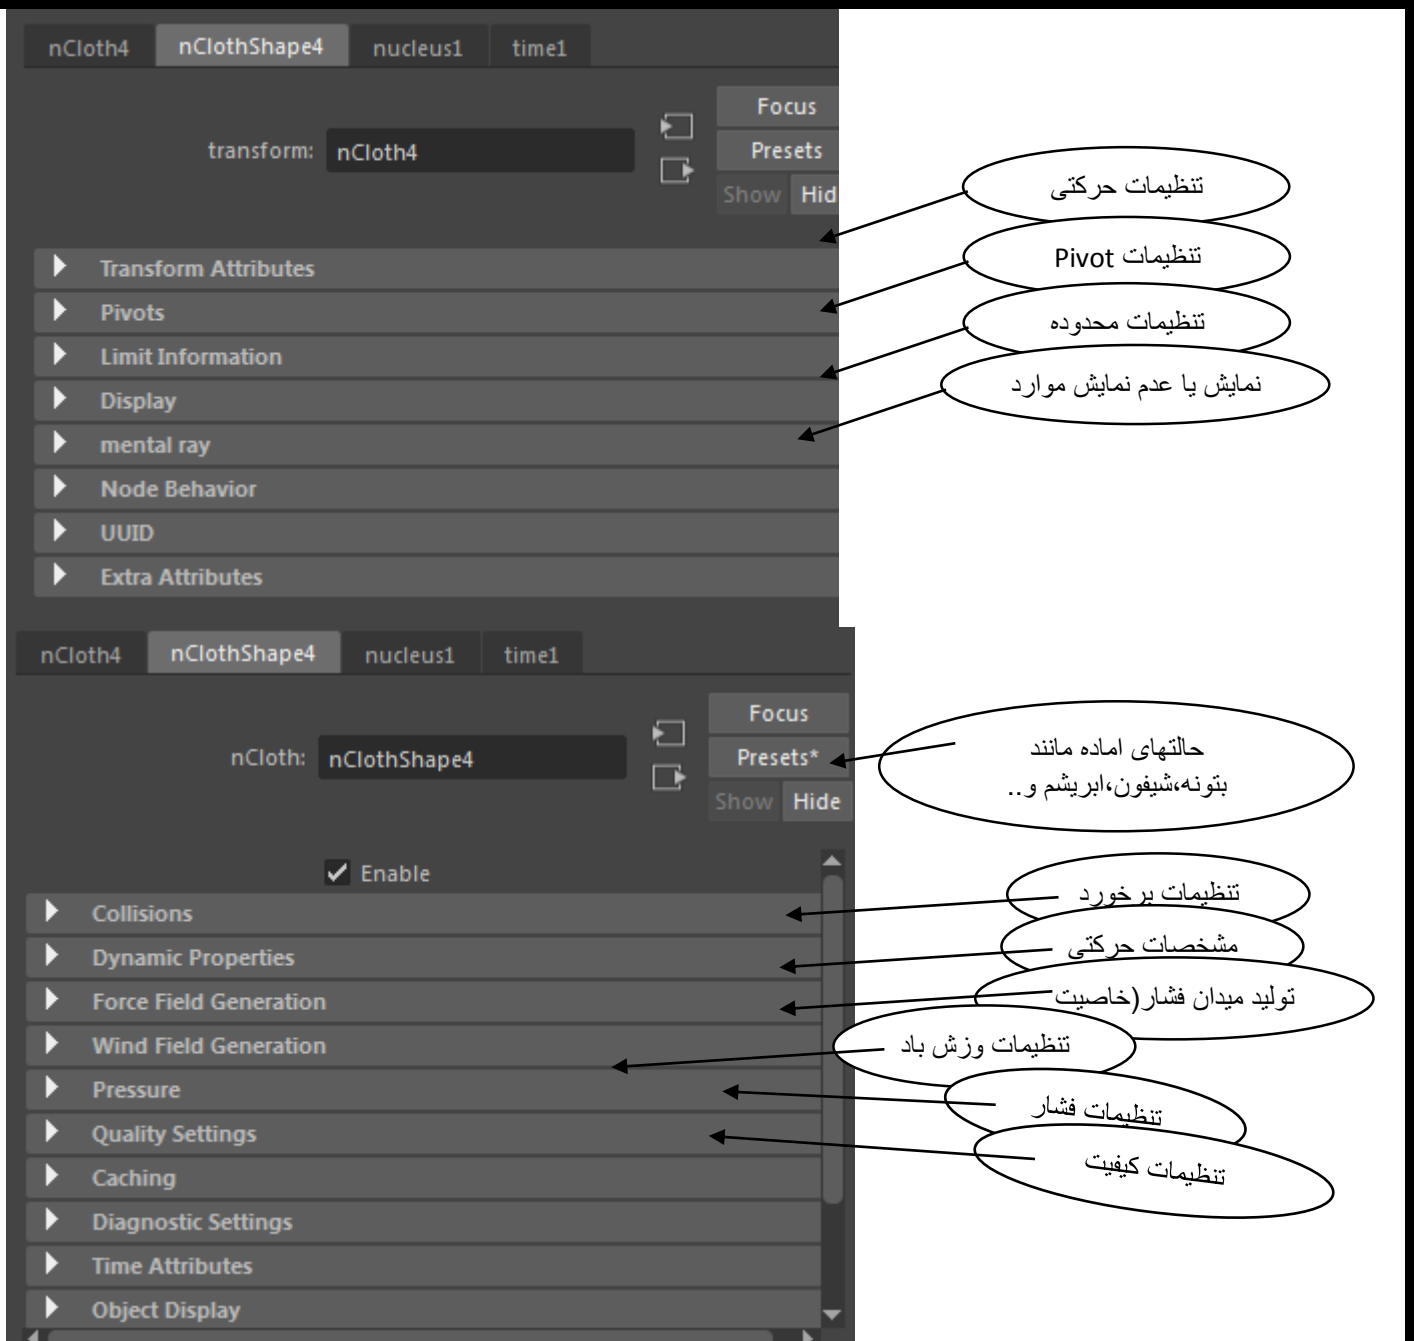 nCloth4 nClothShape4 nucleus1 time1
Focus
transform: nCloth4
Presets
Show Hid
تنظیمات حرکتی
Transform Attributes
تنظیمات Pivot
Pivots
تنظیمات محدوده
Limit Information
نمایش یا عدم نمایش موارد
Display
mental ray
Node Behavior
UUID
Extra Attributes
nCloth4 nClothShape4 nucleus1 time1
Focus
nCloth: nClothShape4
Presets*
Show Hide
حالتهای اماده مانند
بتونه،شیفون،ابریشم و..
Enable
Collisions
تنظیمات برخورد
Dynamic Properties
مشخصات حرکتی
Force Field Generation
تولید میدان فشار(خاصیت
Wind Field Generation
تنظیمات وزش باد
Pressure
تنظیمات فشار
Quality Settings
تنظیمات کیفیت
Caching
Diagnostic Settings
Time Attributes
Object Display